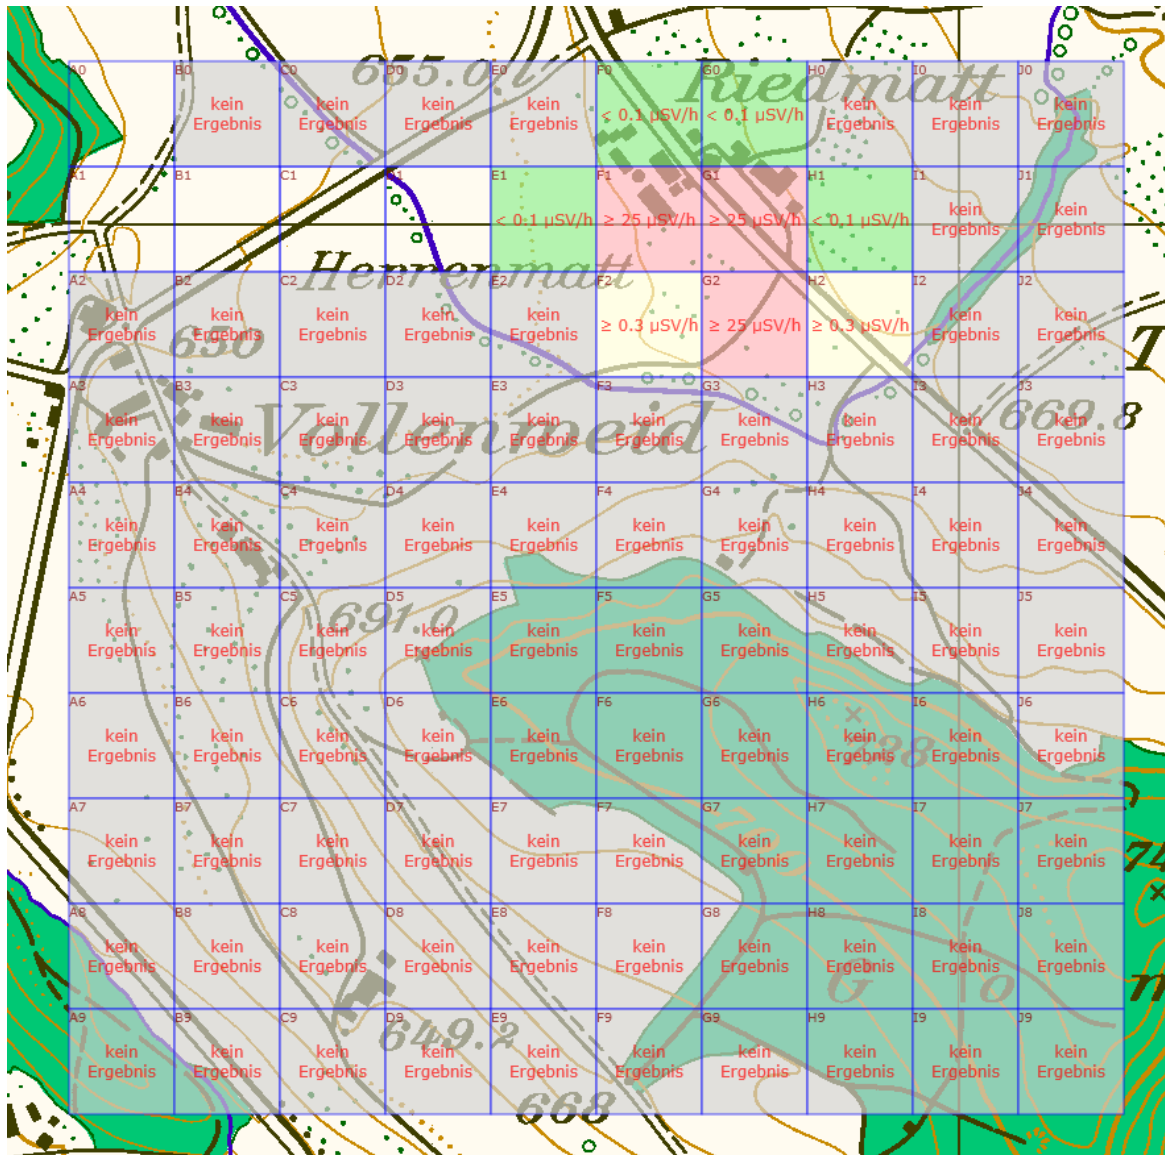 655.0 Riedmatt
A0 B0 C0 D0 E0 F0 G0 H0 I0 J0
kein kein kein kein kein kein kein
< 0.1 µSV/h < 0.1 µSV/h
Ergebnis Ergebnis Ergebnis Ergebnis Ergebnis Ergebnis Ergebnis
A1 B1 C1 D1 E1 F1 G1 H1 I1 J1
kein kein
< 0.1 µSV/h ≥ 25 µSV/h ≥ 25 µSV/h < 0.1 µSV/h
Ergebnis Ergebnis
Herrenmatt
A2 B2 C2 D2 E2 F2 G2 H2 I2 J2
kein kein kein kein kein kein kein
≥ 0.3 µSV/h ≥ 25 µSV/h ≥ 0.3 µSV/h
Ergebnis Ergebnis Ergebnis Ergebnis Ergebnis Ergebnis Ergebnis
650 T
A3 B3 C3 D3 E3 F3 G3 H3 I3 J3
669.8
kein kein kein kein kein kein kein kein kein kein
Vollenweid
Ergebnis Ergebnis Ergebnis Ergebnis Ergebnis Ergebnis Ergebnis Ergebnis Ergebnis Ergebnis
A4 B4 C4 D4 E4 F4 G4 H4 I4 J4
kein kein kein kein kein kein kein kein kein kein
Ergebnis Ergebnis Ergebnis Ergebnis Ergebnis Ergebnis Ergebnis Ergebnis Ergebnis Ergebnis
A5 B5 C5 D5 E5 F5 G5 H5 I5 J5
691.0
kein kein kein kein kein kein kein kein kein kein
Ergebnis Ergebnis Ergebnis Ergebnis Ergebnis Ergebnis Ergebnis Ergebnis Ergebnis Ergebnis
A6 B6 C6 D6 E6 F6 G6 H6 I6 J6
kein kein kein kein kein kein kein kein kein kein
Ergebnis Ergebnis Ergebnis Ergebnis Ergebnis Ergebnis Ergebnis Ergebnis Ergebnis Ergebnis
738
A7 B7 C7 D7 E7 F7 G7 H7 I7 J7
700
kein kein kein kein kein kein kein kein kein kein
Ergebnis Ergebnis Ergebnis Ergebnis Ergebnis Ergebnis Ergebnis Ergebnis Ergebnis Ergebnis
74
A8 B8 C8 D8 E8 F8 G8 H8 I8 J8
kein kein kein kein kein kein kein kein kein kein
Ergebnis Ergebnis Ergebnis Ergebnis Ergebnis Ergebnis Ergebnis Ergebnis Ergebnis Ergebnis
G o
A9 B9 C9 D9 E9 F9 G9 H9 I9 J9
649.2
kein kein kein kein kein kein kein kein kein kein
Ergebnis Ergebnis Ergebnis Ergebnis Ergebnis Ergebnis Ergebnis Ergebnis Ergebnis Ergebnis
668